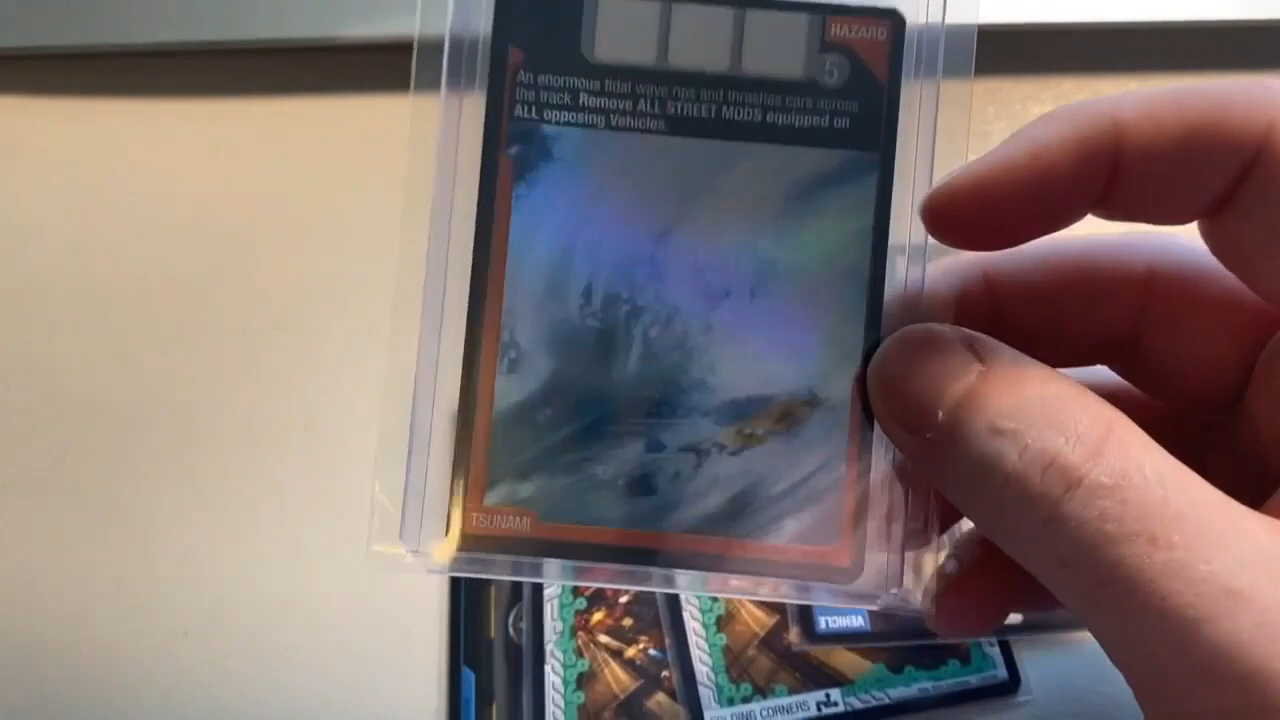 HAZARD
5
An enormous tidal wave rips and thrashes cars across
the track. Remove ALL STREET MODS equipped on
ALL opposing Vehicles.
TSUNAMI
VEHICLE
FOLDING CORNERS